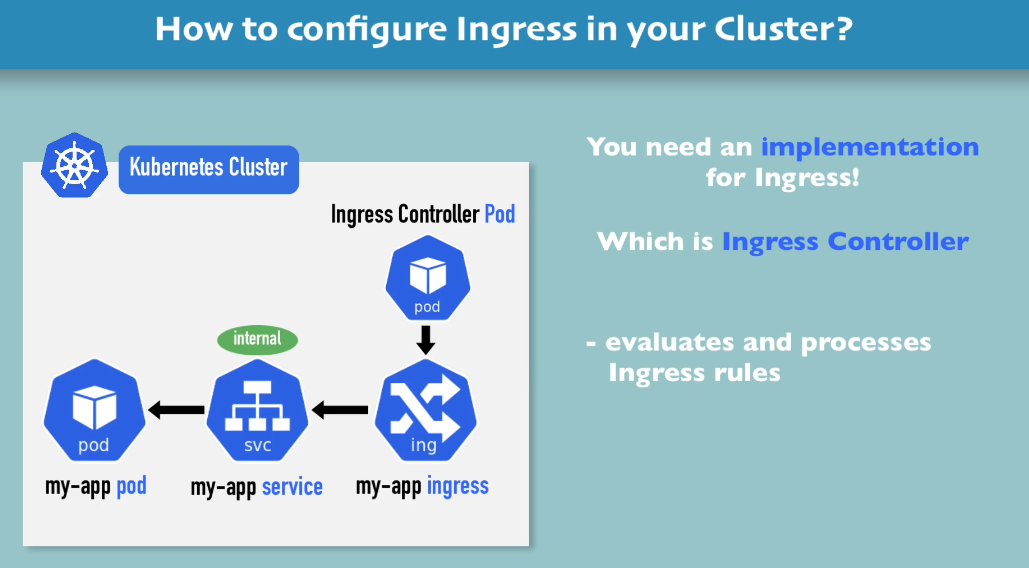 How to configure Ingress in your Cluster?
Kubernetes Cluster
Ingress Controller Pod
pod
internal
pod
svc
ing
my-app pod
my-app service
my-app ingress
You need an implementation
for Ingress!
Which is Ingress Controller
- evaluates and processes
Ingress rules